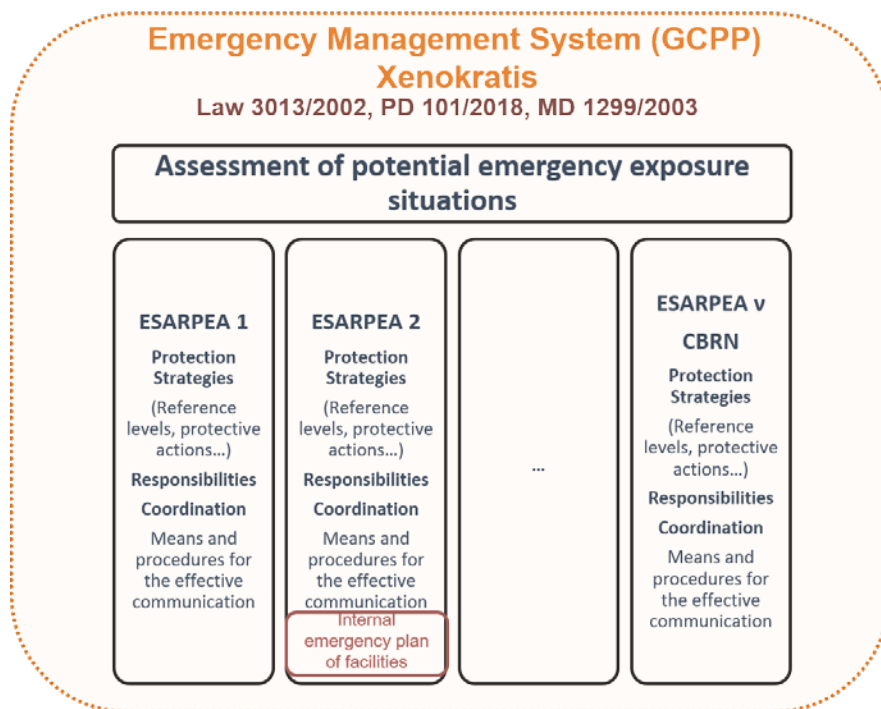 Emergency Management System (GCPP)
Xenokratis
Law 3013/2002, PD 101/2018, MD 1299/2003
Assessment of potential emergency exposure
situations
ESARPEA 1
Protection
Strategies
(Reference
levels, protective
actions...)
Responsibilities
Coordination
Means and
procedures for
the effective
communication
ESARPEA 2
Protection
Strategies
(Reference
levels, protective
actions...)
Responsibilities
Coordination
Means and
procedures for
the effective
communication
Internal
emergency plan
of facilities
...
ESARPEA ν
CBRN
Protection
Strategies
(Reference
levels, protective
actions...)
Responsibilities
Coordination
Means and
procedures for
the effective
communication